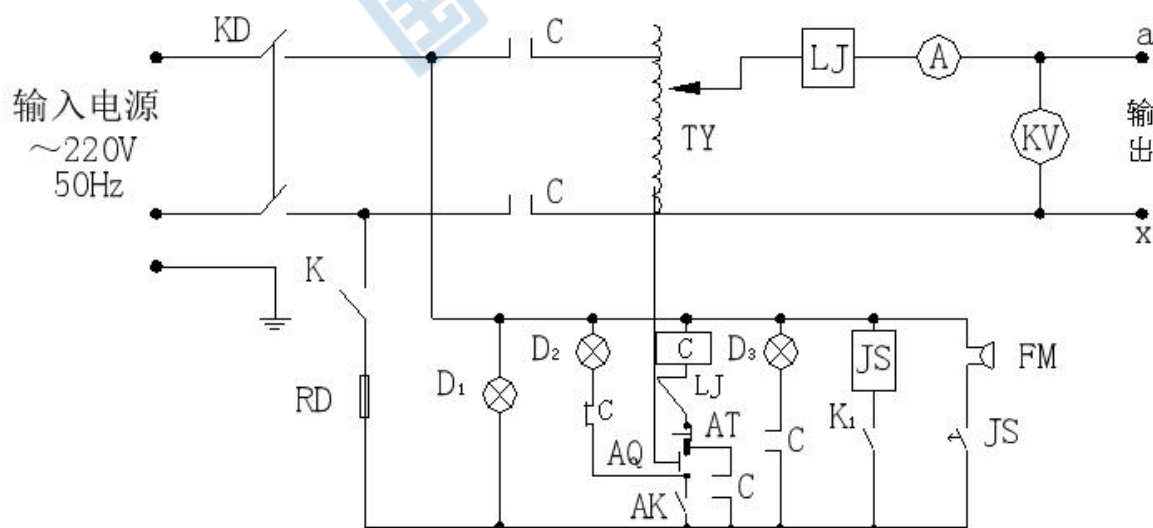 KD
C
LJ
A
a
输入电源
～220V
50Hz
TY
KV
输出
C
x
K
RD
D₁
D₂
C
D₃
JS
FM
C
LJ
AT
K₁
C
JS
AQ
AK
C